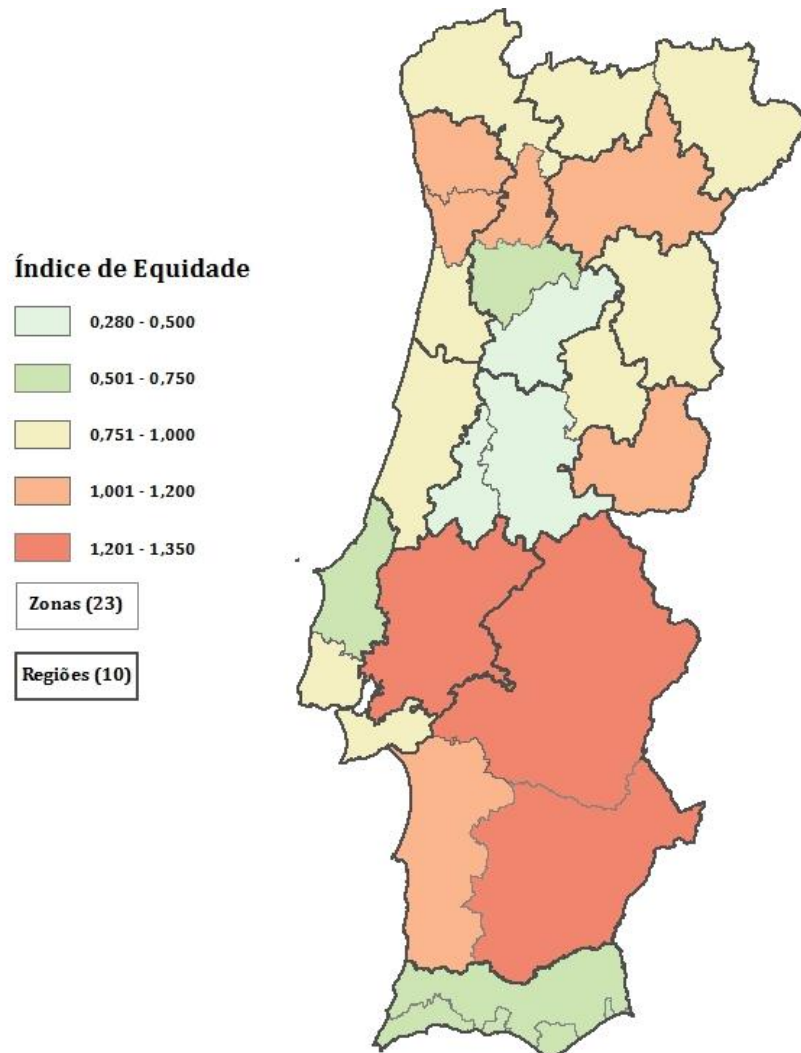 Índice de Equidade
0,280 - 0,500
0,501 - 0,750
0,751 - 1,000
1,001 - 1,200
1,201 - 1,350
Zonas (23)
Regiões (10)